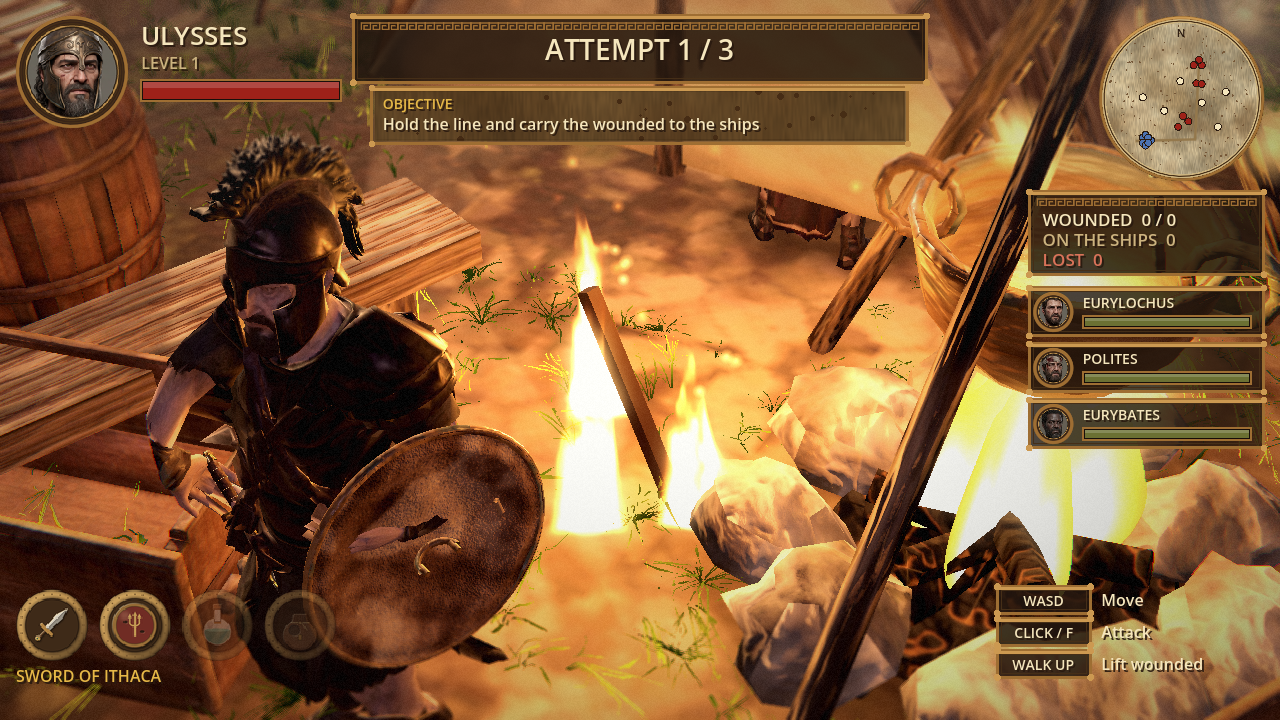 ULYSSES
LEVEL 1
ATTEMPT 1 / 3
OBJECTIVE
Hold the line and carry the wounded to the ships
N
WOUNDED 0 / 0
ON THE SHIPS 0
LOST 0
EURYLOCHUS
POLITES
EURYBATES
SWORD OF ITHACA
WASD Move
CLICK / F Attack
WALK UP Lift wounded